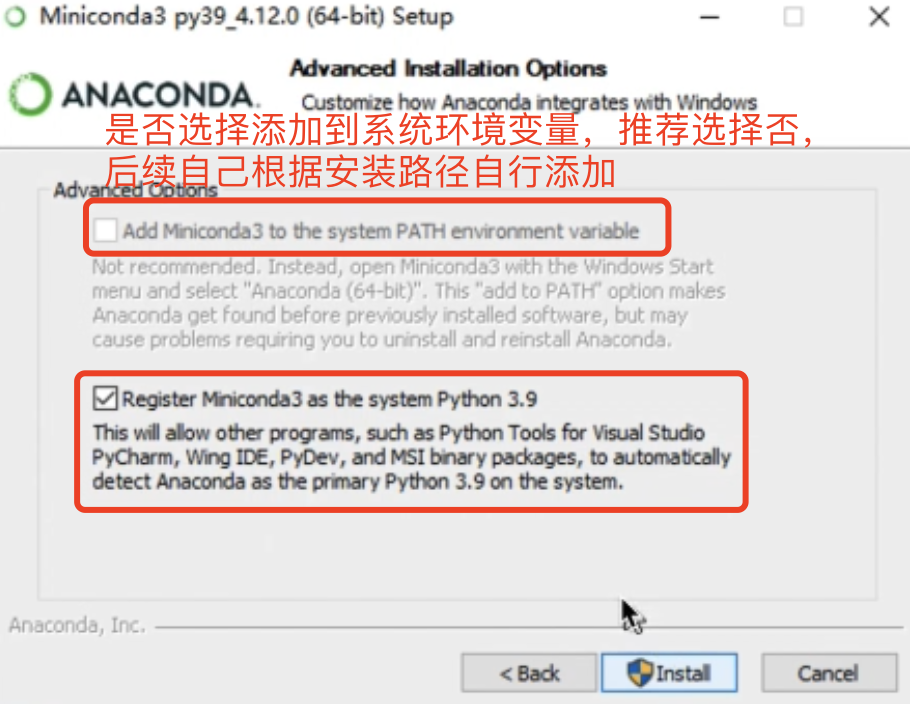 Miniconda3 py39_4.12.0 (64-bit) Setup
ANACONDA.
Advanced Installation Options
Customize how Anaconda integrates with Windows
是否选择添加到系统环境变量，推荐选择否，
后续自己根据安装路径自行添加
Advanced Options
Add Miniconda3 to the system PATH environment variable
Not recommended. Instead, open Miniconda3 with the Windows Start
menu and select "Anaconda (64-bit)". This "add to PATH" option makes
Anaconda get found before previously installed software, but may
cause problems requiring you to uninstall and reinstall Anaconda.
Register Miniconda3 as the system Python 3.9
This will allow other programs, such as Python Tools for Visual Studio
PyCharm, Wing IDE, PyDev, and MSI binary packages, to automatically
detect Anaconda as the primary Python 3.9 on the system.
Anaconda, Inc.
< Back
Install
Cancel